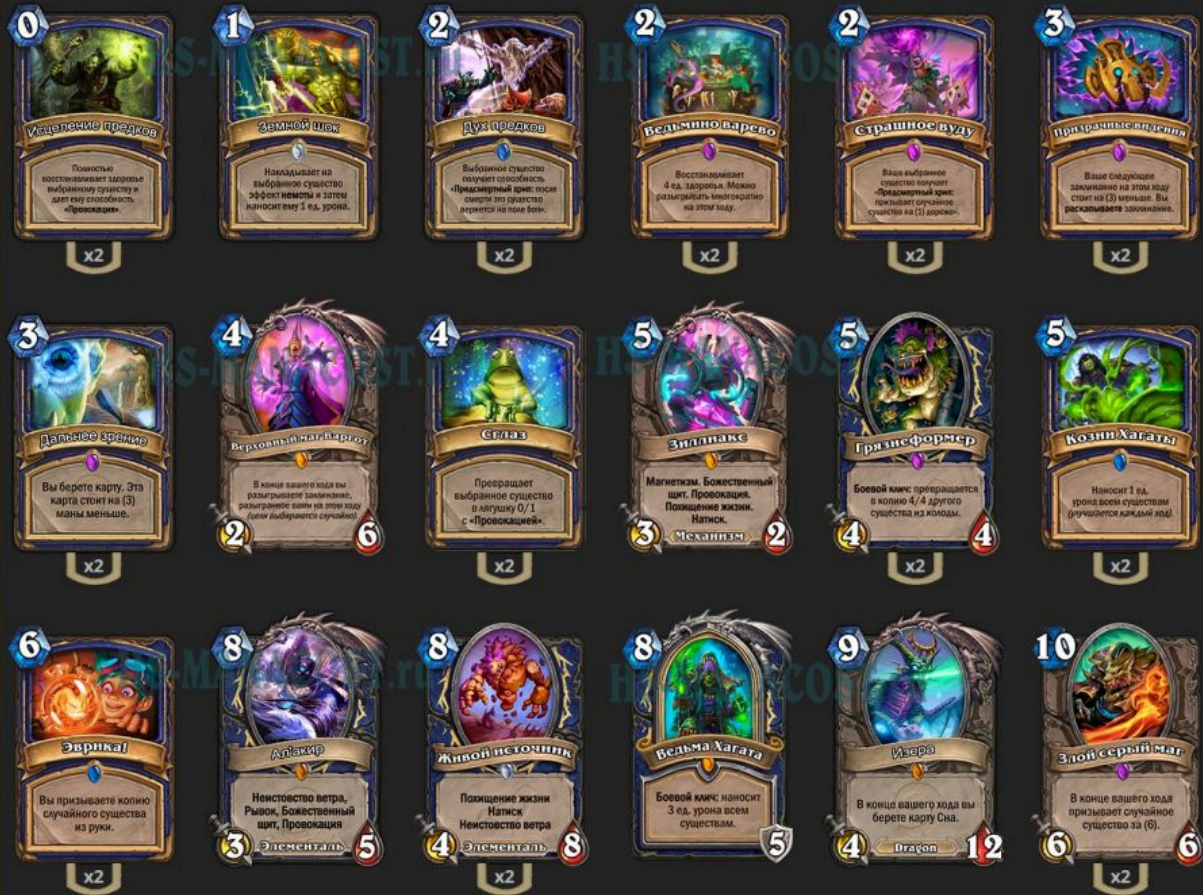 0
Исцеление предков
Полностью
восстанавливает здоровье
выбранному существу и
дает ему способность
«Провокация».
x2
1
Земной шок
Накладывает на
выбранное существо
эффект немоты и затем
наносит ему 1 ед. урона.
2
Дух предков
Выбранное существо
получает способность
«Предсмертный хрип: после
смерти это существо
вернется на поле боя».
x2
2
Ведьмино варево
Восстанавливает
4 ед. здоровья. Можно
разыгрывать многократно
на этом ходу.
x2
2
Страшное вуду
Ваше выбранное
существо получает
«Предсмертный хрип:
призывает случайное
существо на (1) дороже».
x2
3
Призрачные видения
Ваше следующее
заклинание на этом ходу
стоит на (3) меньше. Вы
раскапываете заклинание.
x2
3
Дальнее зрение
Вы берете карту. Эта
карта стоит на (3)
маны меньше.
x2
4
Верховный маг Варгот
В конце вашего хода вы
разыгрываете заклинание,
разыгранное вами на этом ходу
(цели выбираются случайно).
2
6
4
Сглаз
Превращает
выбранное существо
в лягушку 0/1
с «Провокацией».
x2
5
Зиллиакс
Магнетизм. Божественный
щит. Провокация.
Похищение жизни.
Натиск.
3
Механизм
2
5
Грязнеформер
Боевой клич: превращается
в копию 4/4 другого
существа из колоды.
4
4
x2
5
Козни Хагаты
Наносит 1 ед.
урона всем существам
(улучшается каждый ход).
x2
6
Эврика!
Вы призываете копию
случайного существа
из руки.
x2
8
Ал'акир
Неистовство ветра,
Рывок, Божественный
щит, Провокация
3
Элементаль
5
8
Живой источник
Похищение жизни
Натиск
Неистовство ветра
4
Элементаль
8
x2
8
Ведьма Хагата
Боевой клич: наносит
3 ед. урона всем
существам.
5
9
Изера
В конце вашего хода вы
берете карту Сна.
4
Dragon
12
10
Злой серый маг
В конце вашего хода
призывает случайное
существо за (6).
6
6
x2